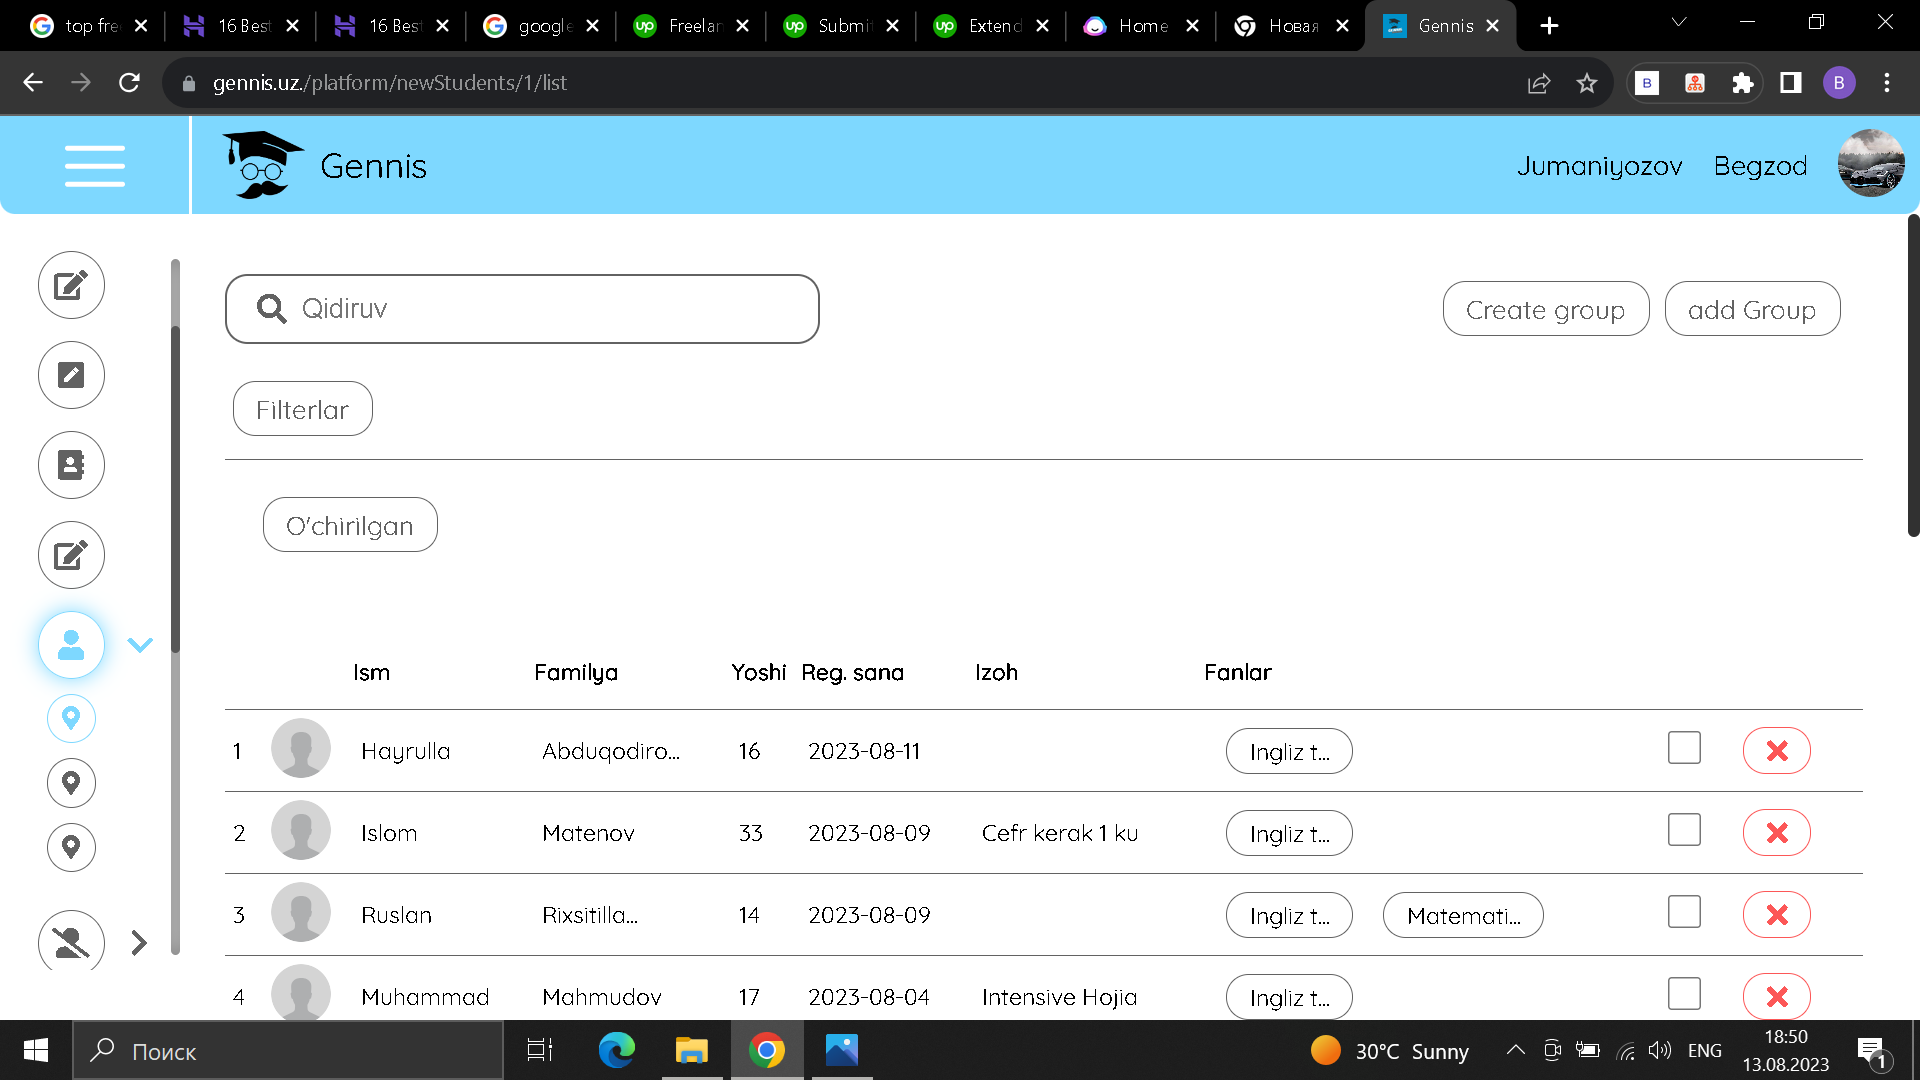 top fre
16 Best
16 Best
google
Freelan
Submi
Extend
Home
Новая
Gennis
gennis.uz./platform/newStudents/1/list
B
B
Gennis
Jumaniyozov Begzod
Qidiruv
Create group
add Group
Filterlar
O'chirilgan
Ism Familya Yoshi Reg. sana Izoh Fanlar
1 Hayrulla Abduqodiro... 16 2023-08-11 Ingliz t...
2 Islom Matenov 33 2023-08-09 Cefr kerak 1 ku Ingliz t...
3 Ruslan Rixsitilla... 14 2023-08-09 Ingliz t... Matemati...
4 Muhammad Mahmudov 17 2023-08-04 Intensive Hojia Ingliz t...
Поиск
30°C Sunny
ENG
18:50
13.08.2023
1